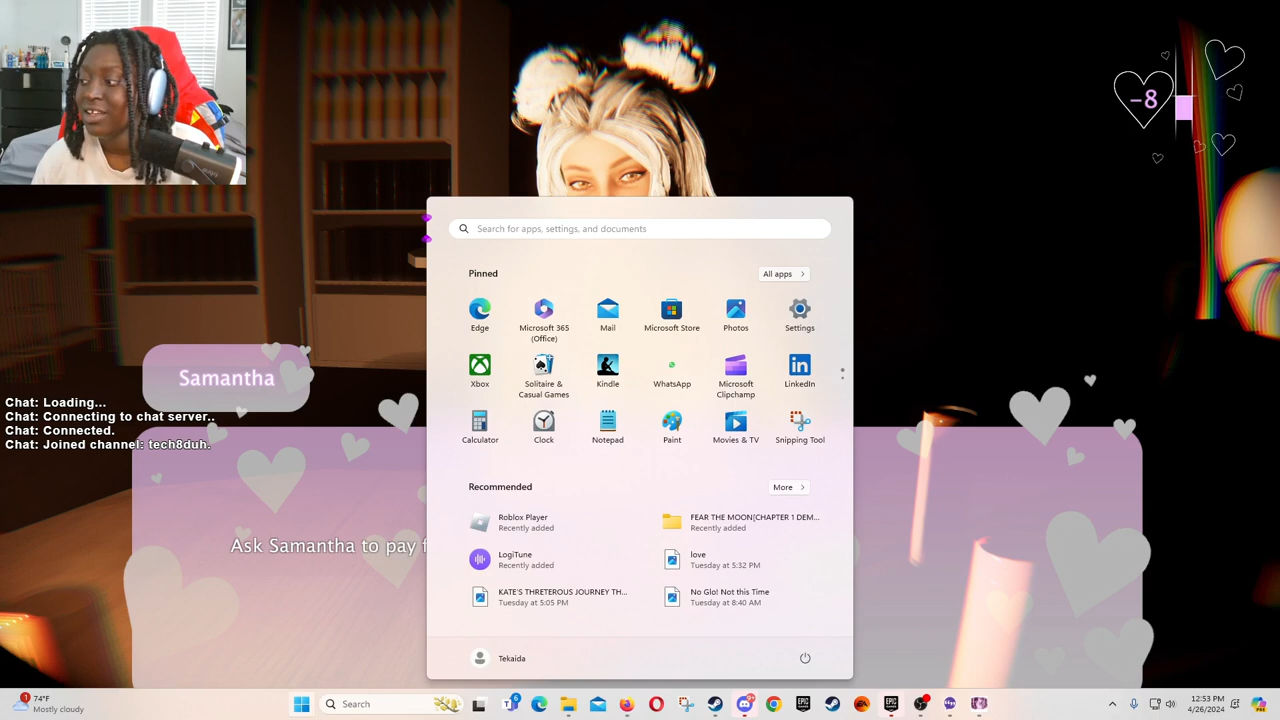 -8
Search for apps, settings, and documents
Pinned
All apps
Edge
Microsoft 365 (Office)
Mail
Microsoft Store
Photos
Settings
Xbox
Solitaire & Casual Games
Kindle
WhatsApp
Microsoft Clipchamp
LinkedIn
Calculator
Clock
Notepad
Paint
Movies & TV
Snipping Tool
Samantha
Chat: Loading...
Chat: Connecting to chat server..
Chat: Connected.
Chat: Joined channel: tech8duh.
Ask Samantha to pay f
Recommended
More
Roblox Player
Recently added
FEAR THE MOON[CHAPTER 1 DEM...
Recently added
LogiTune
Recently added
love
Tuesday at 5:32 PM
KATE'S THRETEROUS JOURNEY TH...
Tuesday at 5:05 PM
No Glo! Not this Time
Tuesday at 8:40 AM
Tekaida
1
74°F
Mostly cloudy
Search
6
9+
12:53 PM
4/26/2024